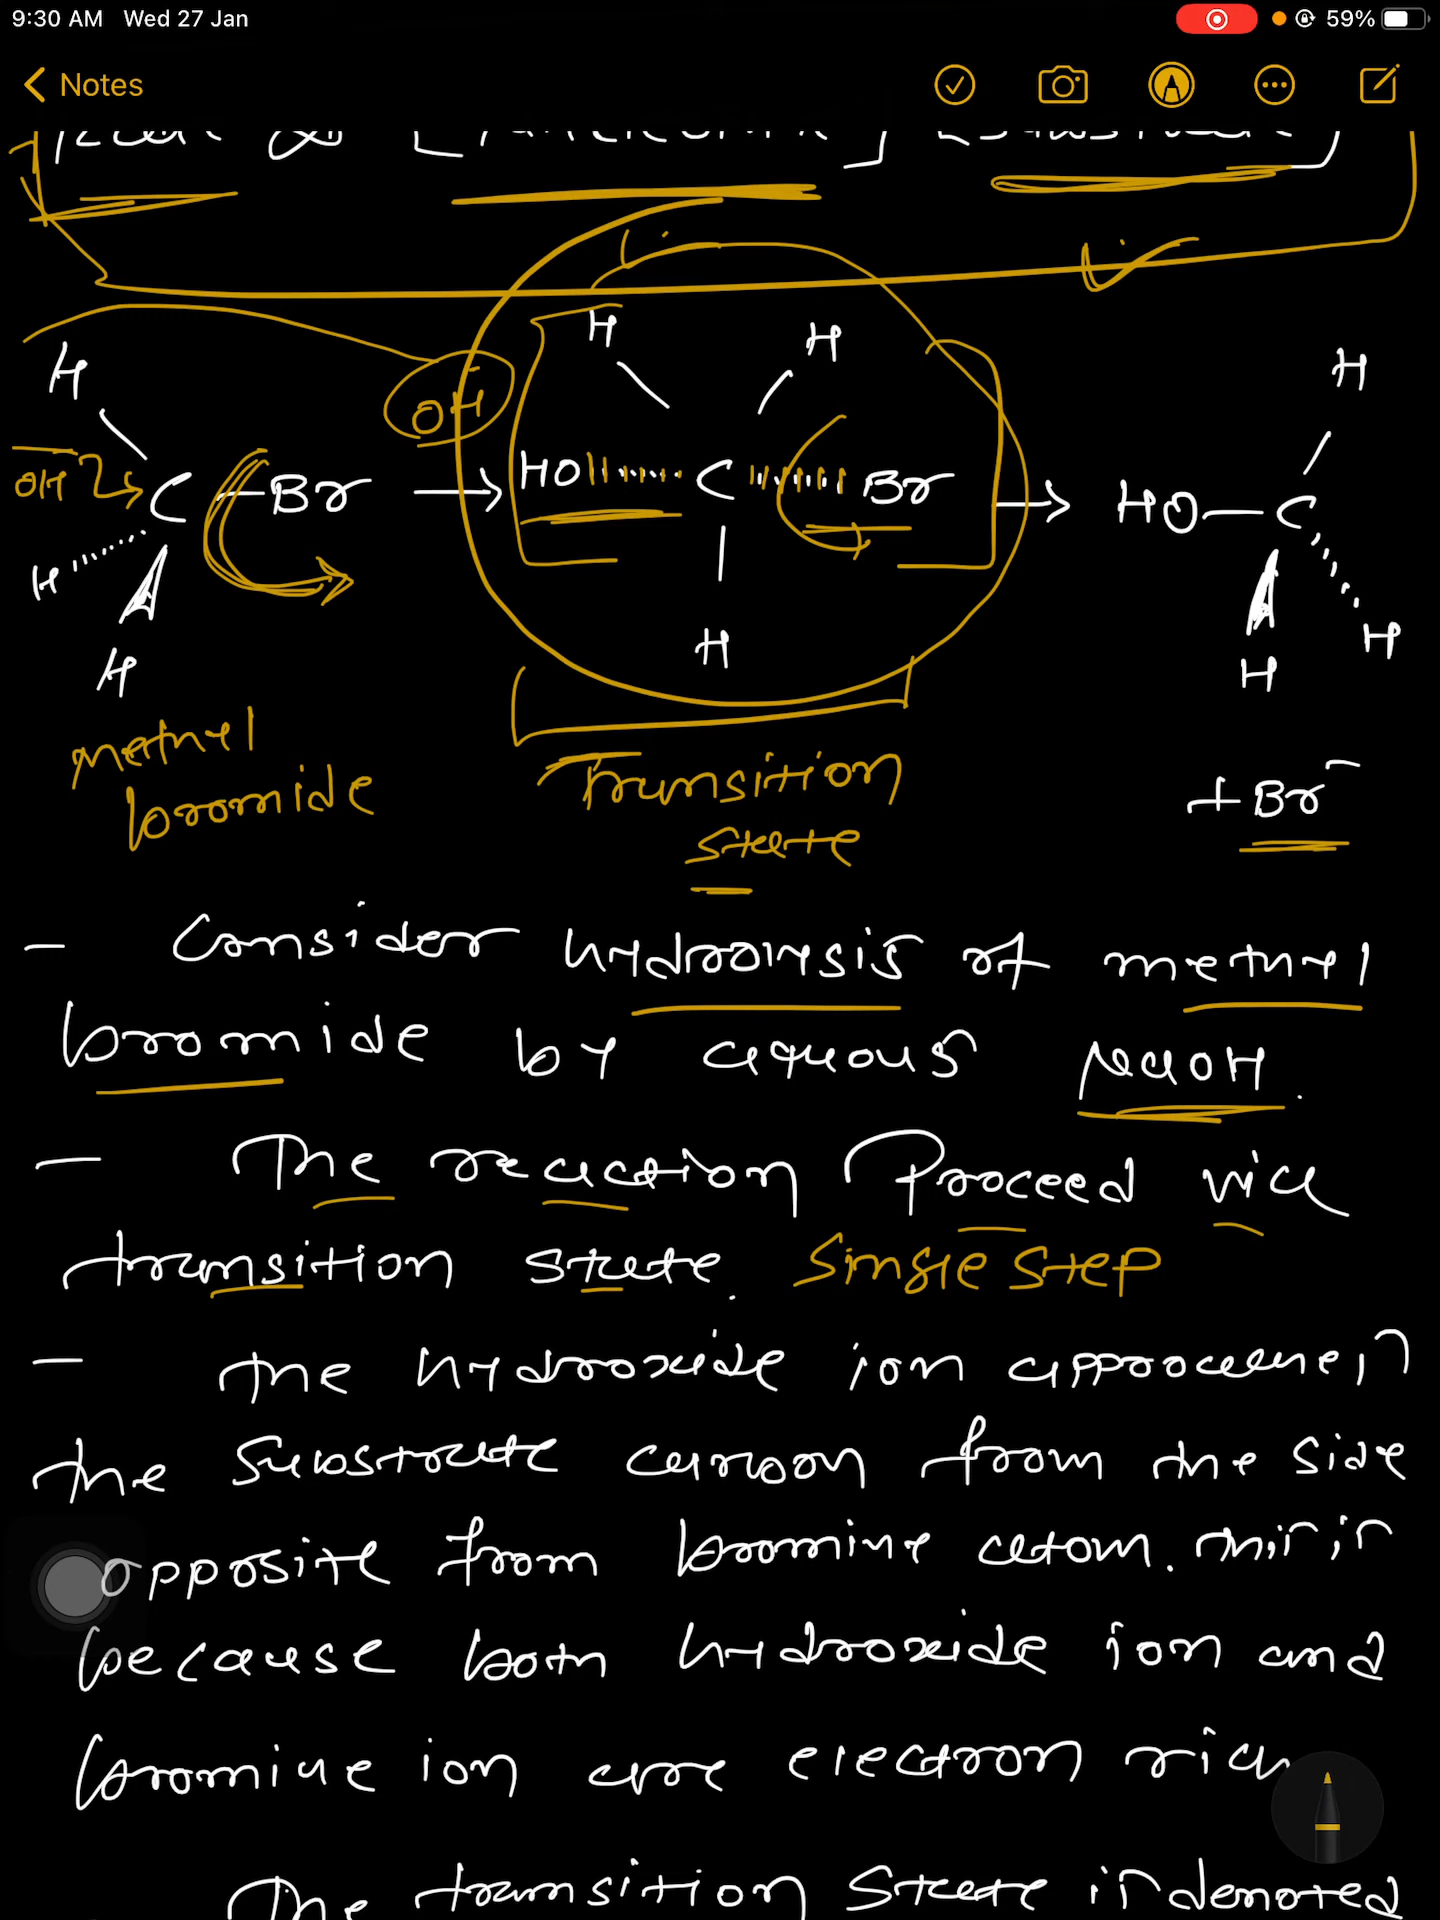 9:30 AM Wed 27 Jan 59%
Notes
H H H H
OH
OH C Br HO C Br HO C
H H H H H
methyl Transition + Br⁻
bromide state
- Consider hydrolysis of methyl
bromide by aqueous NaOH.
- The reaction Proceed via
transition state. Single step
- the hydroxide ion approaches
the substrate carbon from the side
opposite from bromine atom. this is
because both hydroxide ion and
bromine ion are electron rich
The transition state is denoted